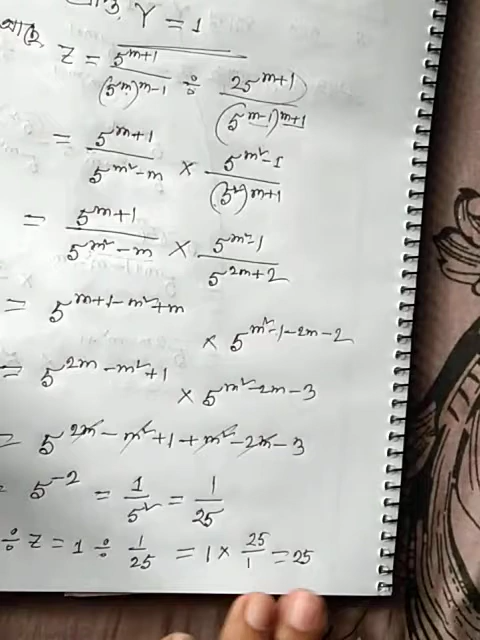 Y = 1
Z = 5^{m+1}/(5^m)^{m-1} ÷ 25^{m+1}/(5^{m-1})^{m+1}
= 5^{m+1}/5^{m²-m} × 5^{m²-1}/(5²)^{m+1}
= 5^{m+1}/5^{m²-m} × 5^{m²-1}/5^{2m+2}
= 5^{m+1-m²+m} × 5^{m²-1-2m-2}
= 5^{2m-m²+1} × 5^{m²-2m-3}
= 5^{2m-m²+1+m²-2m-3}
= 5^{-2} = 1/5² = 1/25
÷ Z = 1 ÷ 1/25 = 1 × 25/1 = 25